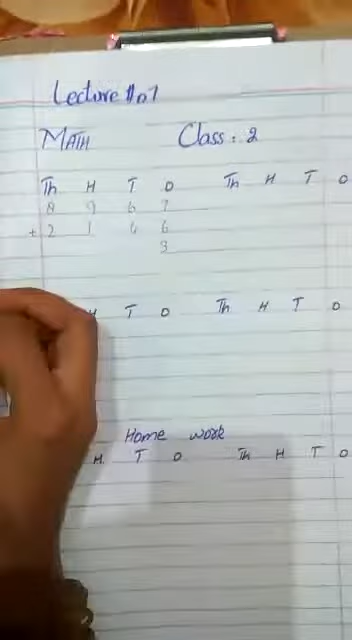 Lecture #01
MATH Class: 2
Th H T O Th H T O
8 9 6 7
+ 2 1 4 6
3
H T O Th H T O
Home work
H T O Th H T O